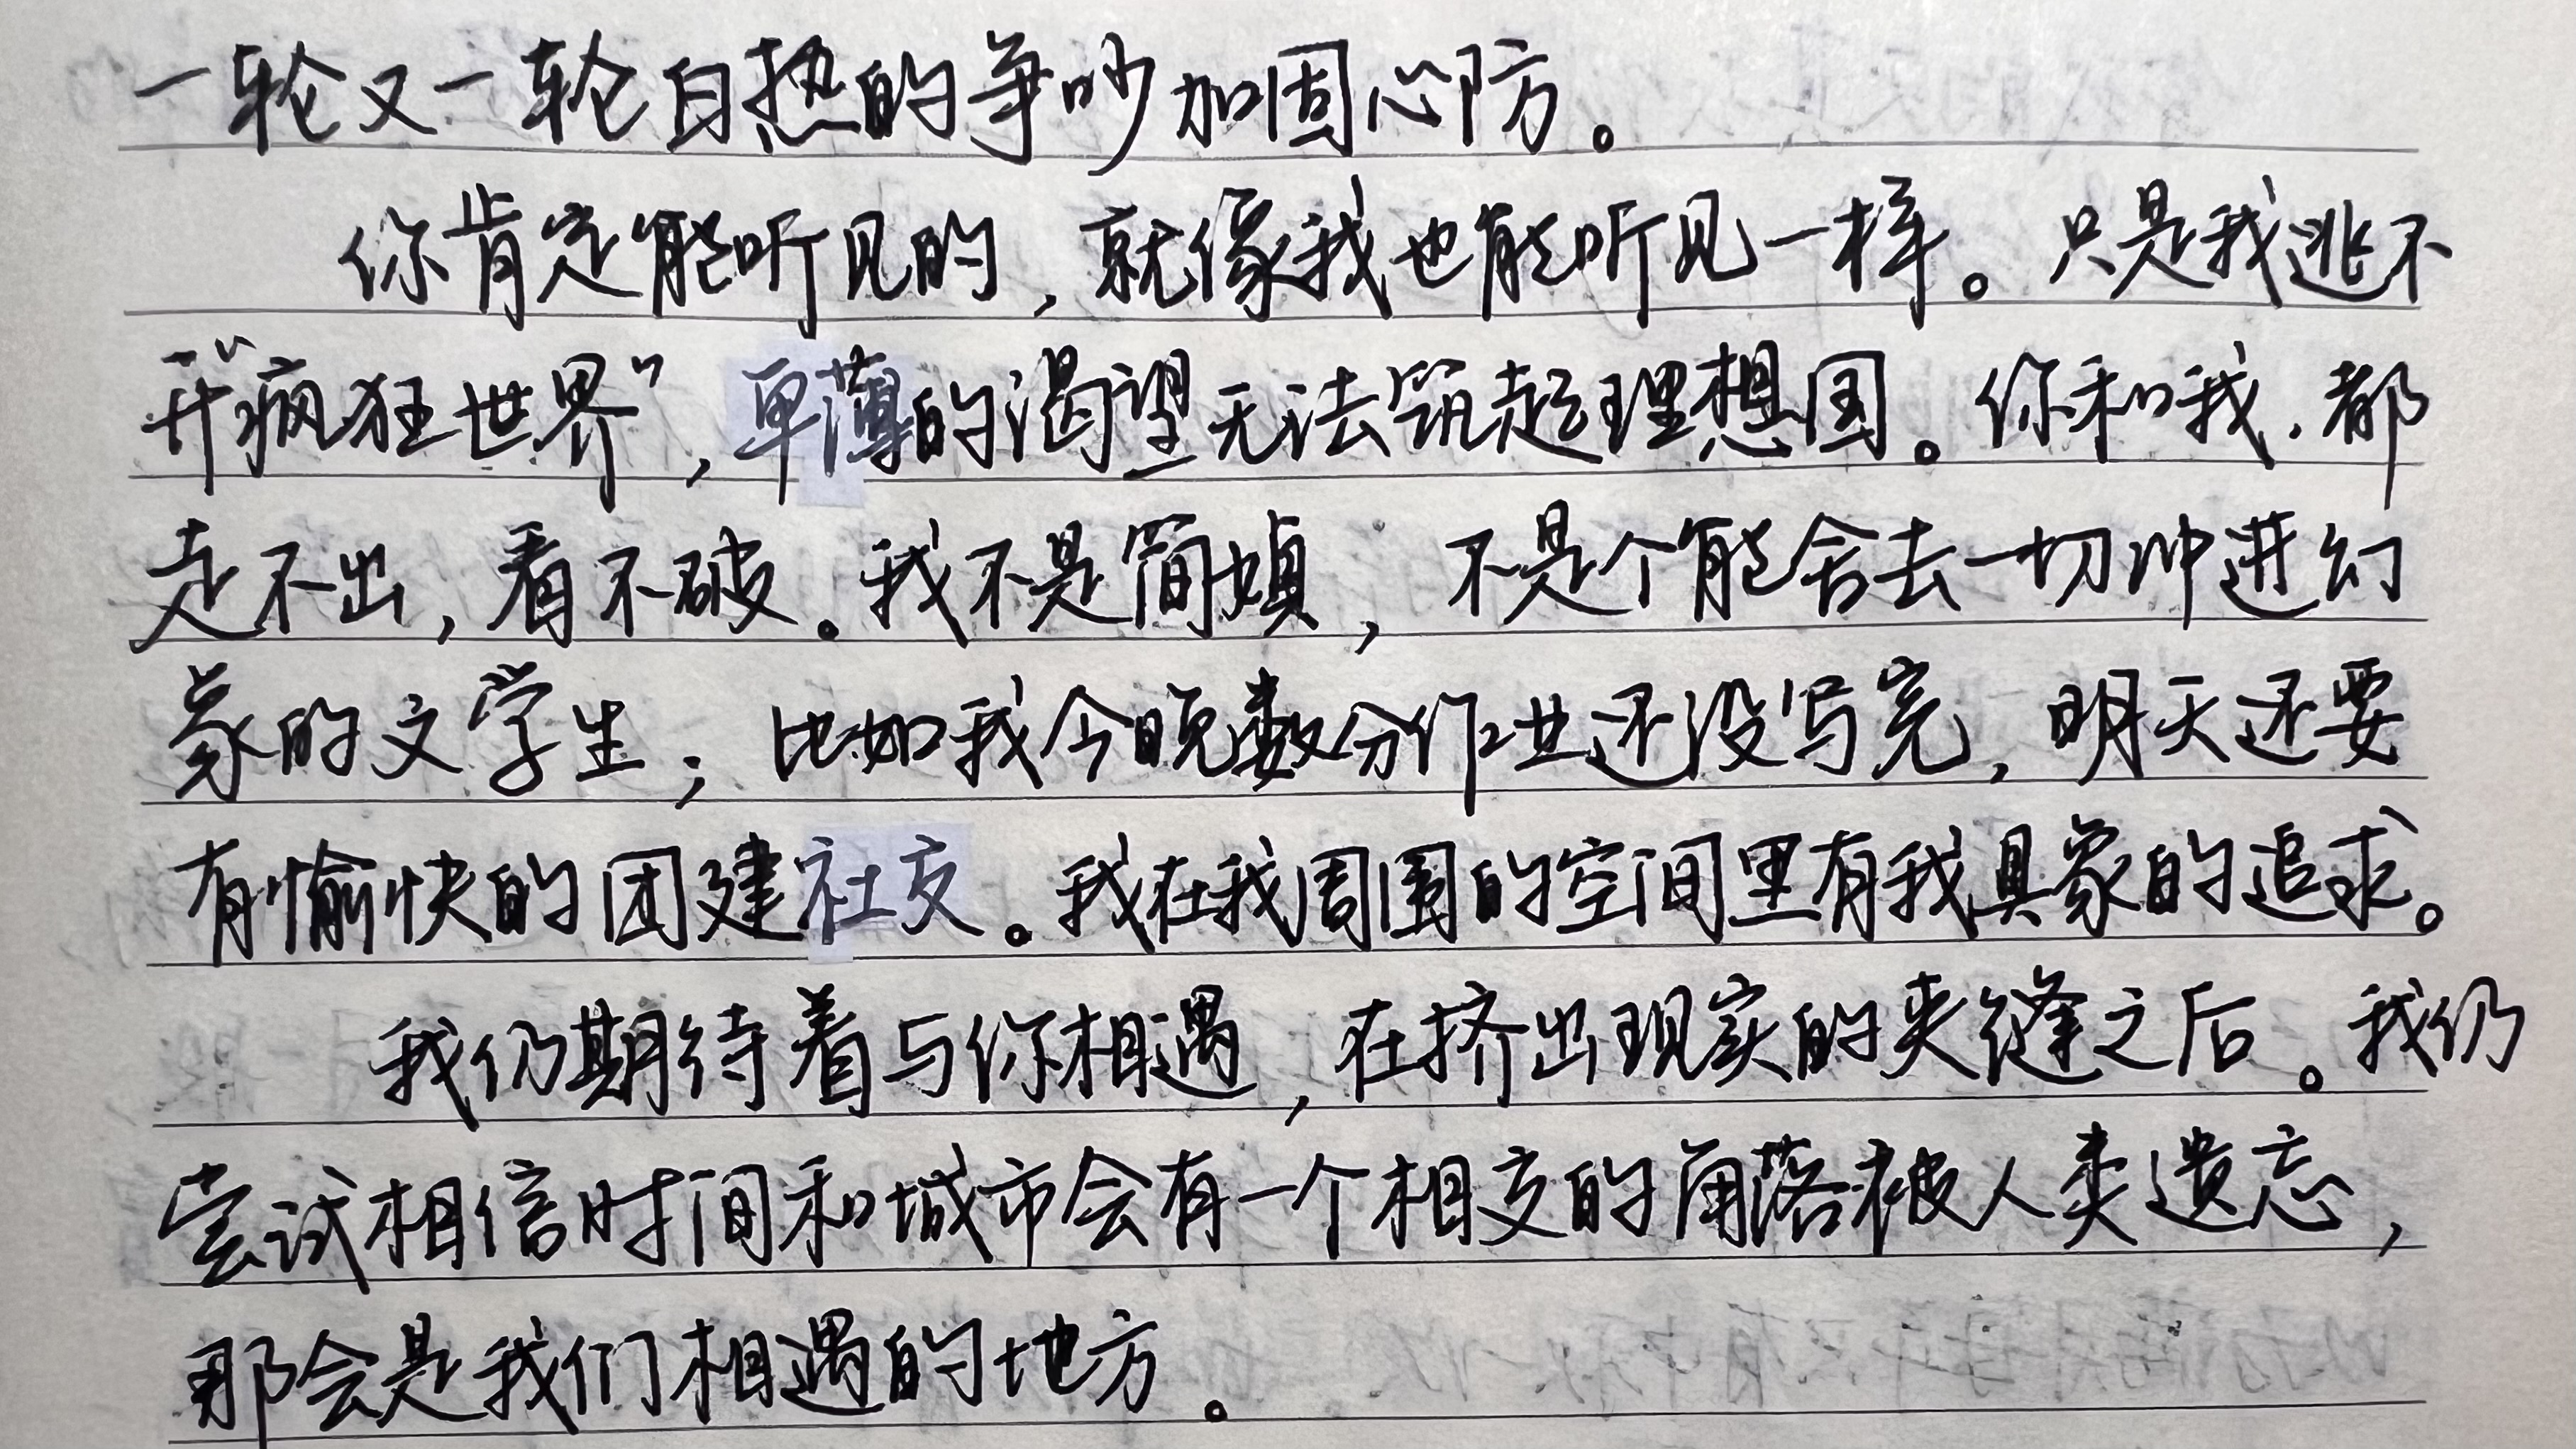 一轮又一轮白热的争吵加固心防。
你肯定能听见的，就像我也能听见一样。只是我逃不
开“疯狂世界”，单薄的渴望无法筑起理想国。你和我，都
走不出，看不破。我不是简嫃，不是个能舍去一切冲进幻
象的文学生；比如我今晚数分作业还没写完，明天还要
有愉快的团建社交。我在我周围的空间里有我具象的追求。
我仍期待着与你相遇，在挤出现实的夹缝之后。我仍
尝试相信时间和城市会有一个相交的角落被人类遗忘，
那会是我们相遇的地方。